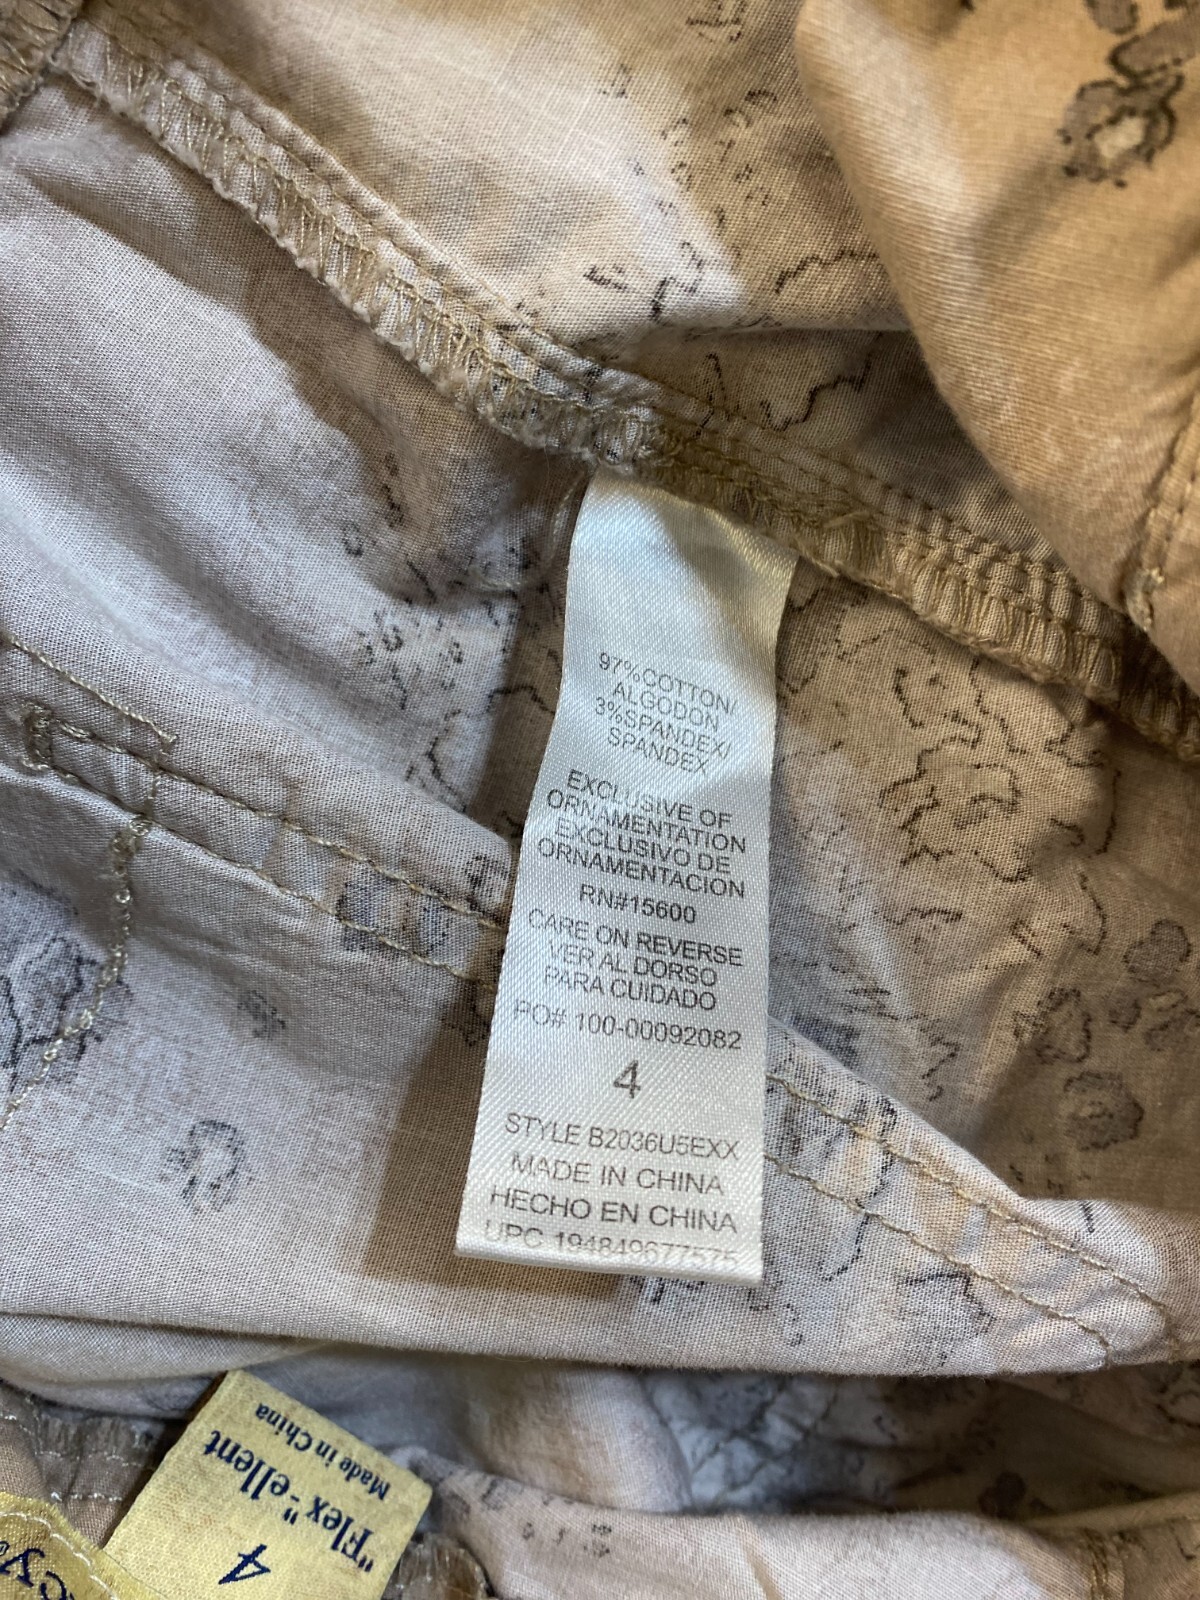 97%COTTON/
ALGODON
3%SPANDEX/
SPANDEX
EXCLUSIVE OF
ORNAMENTATION
EXCLUSIVO DE
ORNAMENTACION
RN#15600
CARE ON REVERSE
VER AL DORSO
PARA CUIDADO
PO# 100-00092082
4
STYLE B2036U5EXX
MADE IN CHINA
HECHO EN CHINA
UPC 194849677575
4
"Flex"-ellent
Made in China